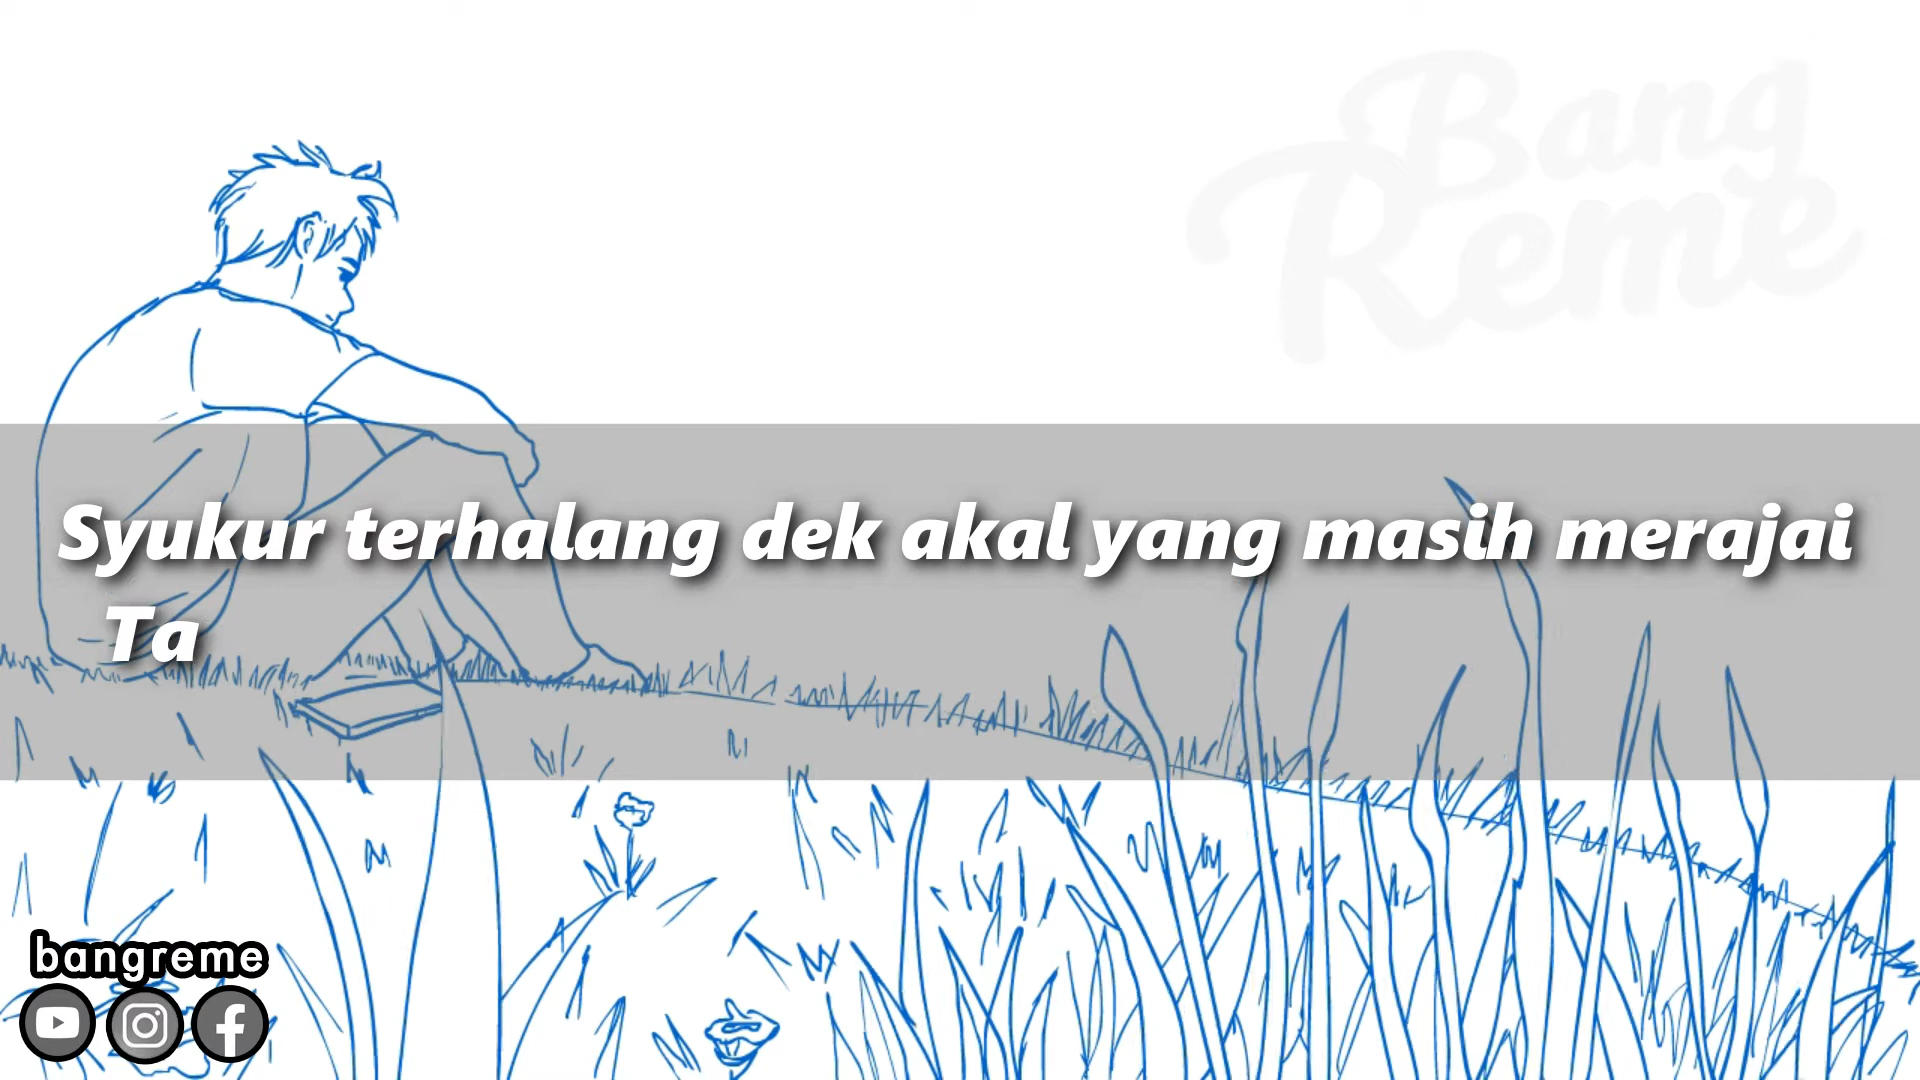 Bang
Reme
Syukur terhalang dek akal yang masih merajai
Ta
bangreme